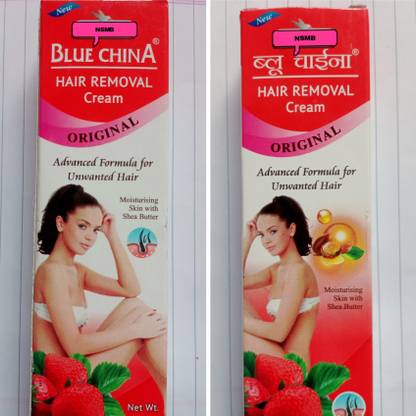 New
NSMB
BLUE CHINA®
HAIR REMOVAL
Cream
ORIGINAL
Advanced Formula for
Unwanted Hair
Moisturising
Skin with
Shea Butter
Net Wt.
New
NSMB
ब्लू चाईना®
HAIR REMOVAL
Cream
ORIGINAL
Advanced Formula for
Unwanted Hair
Moisturising
Skin with
Shea Butter